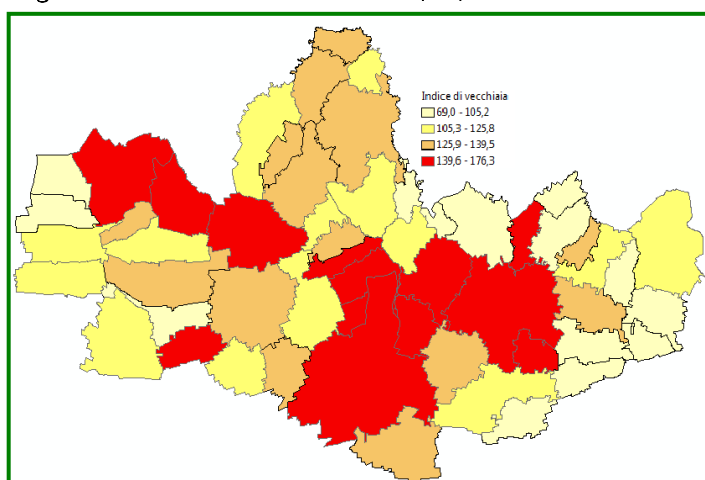 Indice di vecchiaia
69,0 - 105,2
105,3 - 125,8
125,9 - 139,5
139,6 - 176,3